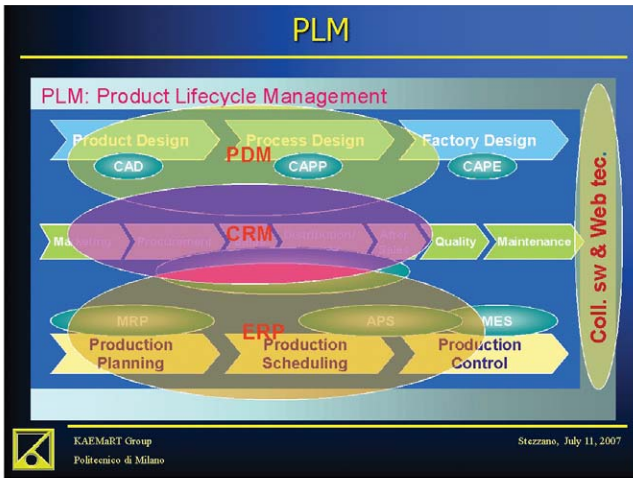 PLM
PLM: Product Lifecycle Management
Product Design
Process Design
Factory Design
PDM
CAD
CAPP
CAPE
CRM
Marketing
Procurement
Quality
Maintenance
MRP
APS
MES
ERP
Production
Planning
Production
Scheduling
Production
Control
Coll. sw & Web tec.
KAEMaRT Group
Politecnico di Milano
Stezzano, July 11, 2007